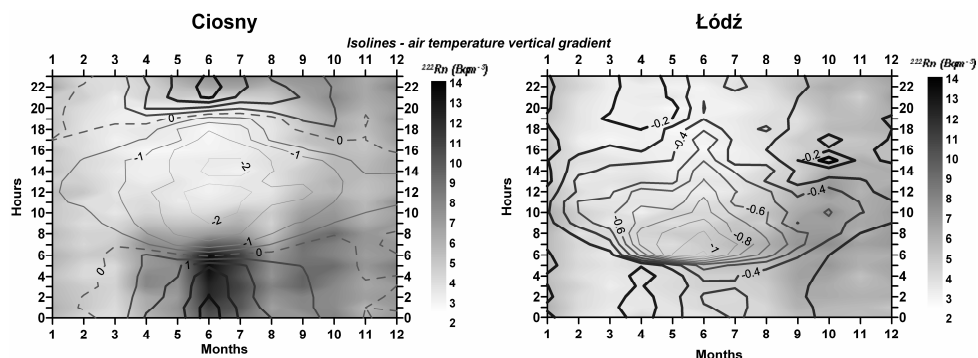 Ciosny
Łódź
Isolines - air temperature vertical gradient
²²²Rn (Bqm⁻³)
²²²Rn (Bqm⁻³)
1 2 3 4 5 6 7 8 9 10 11 12
1 2 3 4 5 6 7 8 9 10 11 12
22 20 18 16 14 12 10 8 6 4 2 0
Hours
0
0
-1
-1
-2
-2
-1
0
0
1
22 20 18 16 14 12 10 8 6 4 2 0
14 13 12 11 10 9 8 7 6 5 4 3 2
22 20 18 16 14 12 10 8 6 4 2 0
Hours
-0.2
-0.4
-0.2
-0.4
-0.6
-0.6
-0.8
-1
-0.4
22 20 18 16 14 12 10 8 6 4 2 0
14 13 12 11 10 9 8 7 6 5 4 3 2
1 2 3 4 5 6 7 8 9 10 11 12
Months
1 2 3 4 5 6 7 8 9 10 11 12
Months